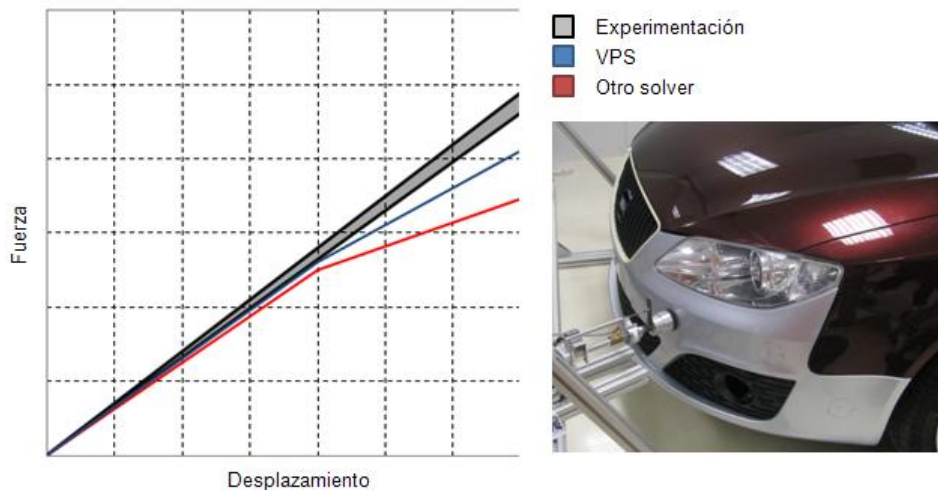 Experimentación
VPS
Otro solver
Fuerza
Desplazamiento